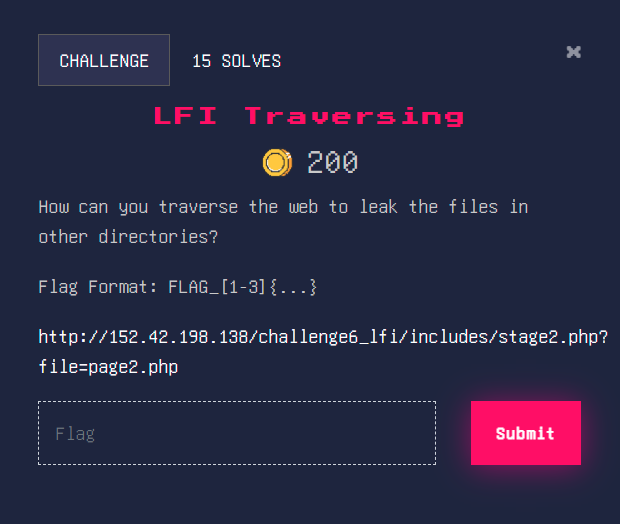 CHALLENGE
15 SOLVES
LFI Traversing
200
How can you traverse the web to leak the files in
other directories?
Flag Format: FLAG_[1-3]{...}
http://152.42.198.138/challenge6_lfi/includes/stage2.php?
file=page2.php
Flag
Submit